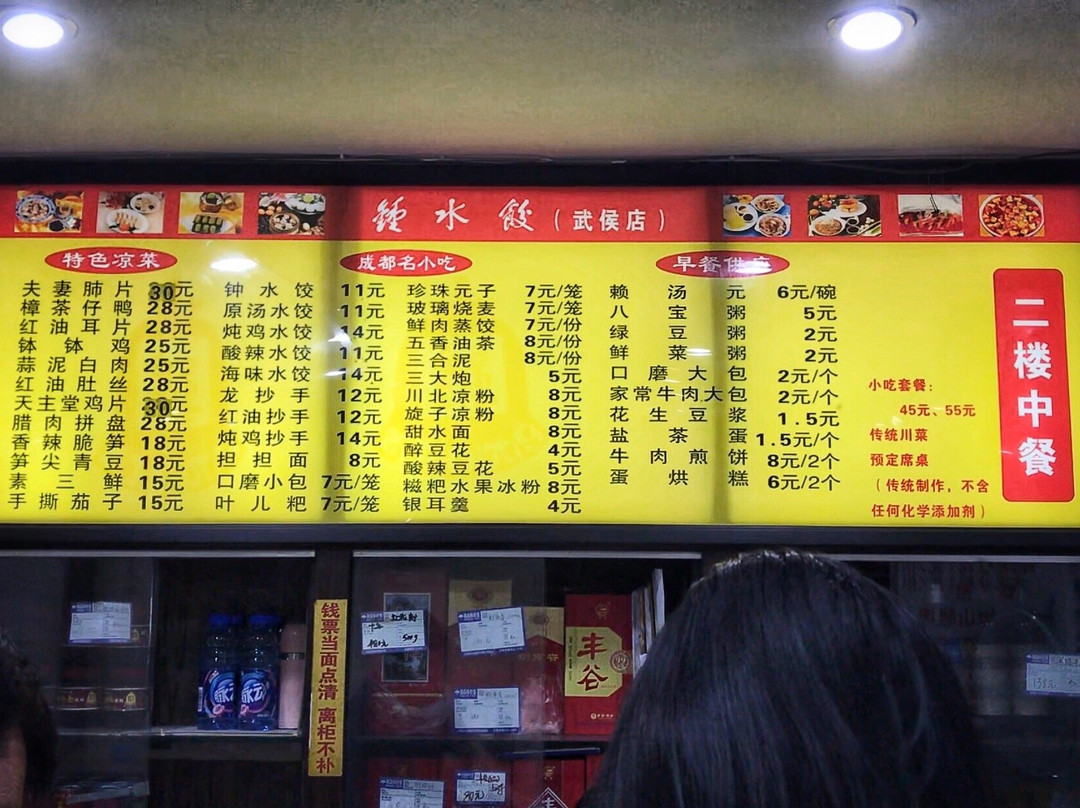 锺水餃(武侯店)
特色凉菜
夫妻肺片 30元
樟茶仔鸭 28元
红油耳片 28元
钵钵鸡 25元
蒜泥白肉 25元
红油肚丝 28元
天主堂鸡片 30元
腊肉拼盘 28元
香辣脆笋 18元
笋尖青豆 18元
素三鲜 15元
手撕茄子 15元
成都名小吃
钟水饺 11元
原汤水饺 11元
炖鸡水饺 14元
酸辣水饺 11元
海味水饺 14元
龙抄手 12元
红油抄手 12元
炖鸡抄手 14元
担担面 8元
口磨小包 7元/笼
叶儿粑 7元/笼
珍珠元子 7元/笼
玻璃烧麦 7元/笼
鲜肉蒸饺 7元/份
五香油茶 8元/份
三合泥 8元/份
三大炮 5元
川北凉粉 8元
旋子凉粉 8元
甜水面 8元
醉豆花 4元
酸辣豆花 5元
糍粑水果冰粉 8元
银耳羹 4元
早餐供应
赖汤元 6元/碗
八宝粥 5元
绿豆粥 2元
鲜菜粥 2元
口磨大包 2元/个
家常牛肉大包 2元/个
花生豆浆 1.5元
盐茶蛋 1.5元/个
牛肉煎饼 8元/2个
蛋烘糕 6元/2个
小吃套餐:
45元、55元
传统川菜
预定席桌
(传统制作,不含
任何化学添加剂)
二楼中餐
钱票当面点清 离柜不补
丰谷